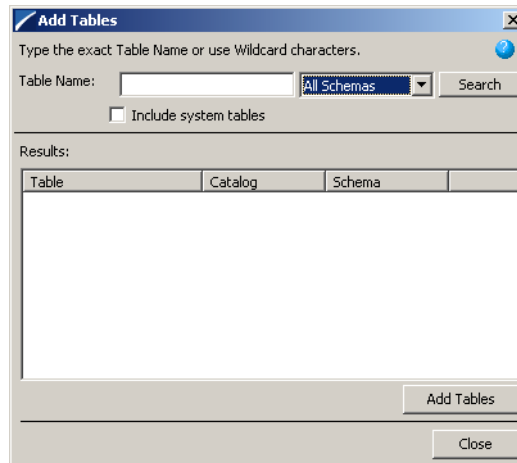 Add Tables
Type the exact Table Name or use Wildcard characters.
Table Name: All Schemas Search
Include system tables
Results:
Table Catalog Schema
Add Tables
Close